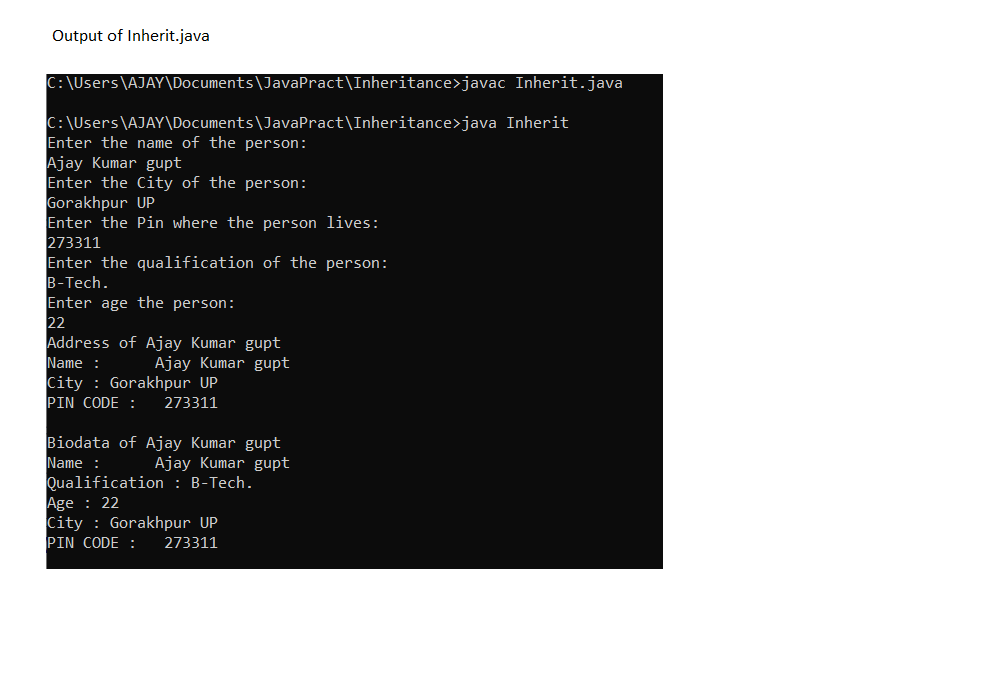 Output of Inherit.java
C:\Users\AJAY\Documents\JavaPract\Inheritance>javac Inherit.java
C:\Users\AJAY\Documents\JavaPract\Inheritance>java Inherit
Enter the name of the person:
Ajay Kumar gupt
Enter the City of the person:
Gorakhpur UP
Enter the Pin where the person lives:
273311
Enter the qualification of the person:
B-Tech.
Enter age the person:
22
Address of Ajay Kumar gupt
Name :      Ajay Kumar gupt
City : Gorakhpur UP
PIN CODE :   273311
Biodata of Ajay Kumar gupt
Name :      Ajay Kumar gupt
Qualification : B-Tech.
Age : 22
City : Gorakhpur UP
PIN CODE :   273311